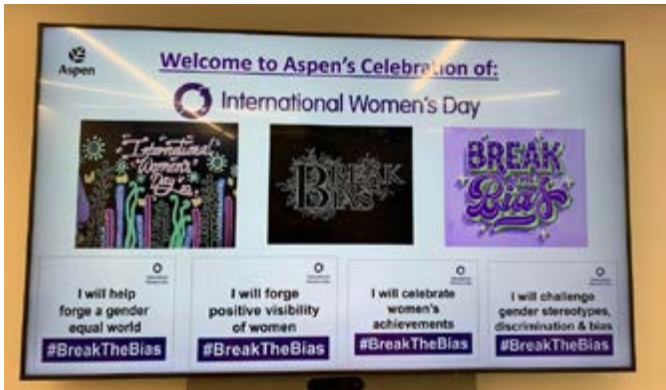 Aspen
Welcome to Aspen's Celebration of:
International Women's Day
International
Women's
Day
BREAK
THE
BIAS
BREAK
THE
Bias
I will help
forge a gender
equal world
#BreakTheBias
I will forge
positive visibility
of women
#BreakTheBias
I will celebrate
women's
achievements
#BreakTheBias
I will challenge
gender stereotypes,
discrimination & bias
#BreakTheBias